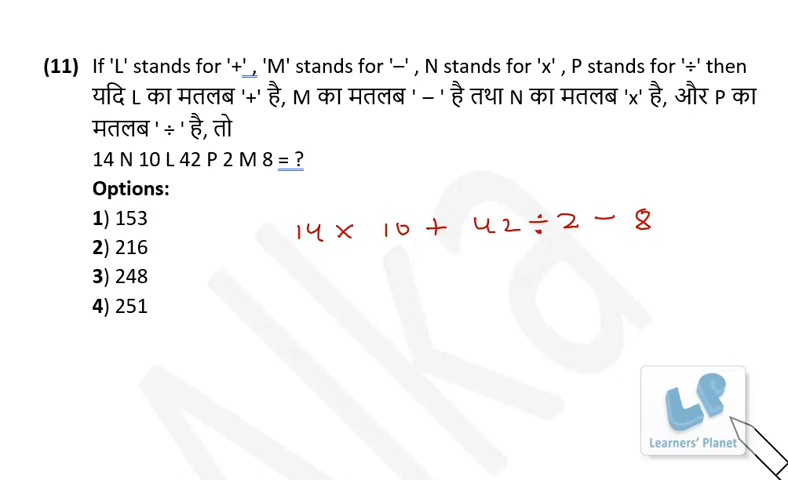 (11) If 'L' stands for '+' , 'M' stands for '–' , N stands for 'x' , P stands for '÷' then
यदि L का मतलब '+' है, M का मतलब ' – ' है तथा N का मतलब 'x' है, और P का
मतलब ' ÷ ' है, तो
14 N 10 L 42 P 2 M 8 = ?
Options:
1) 153
2) 216
3) 248
4) 251
14 x 10 + 42 ÷ 2 – 8
Alka
LP
Learners' Planet